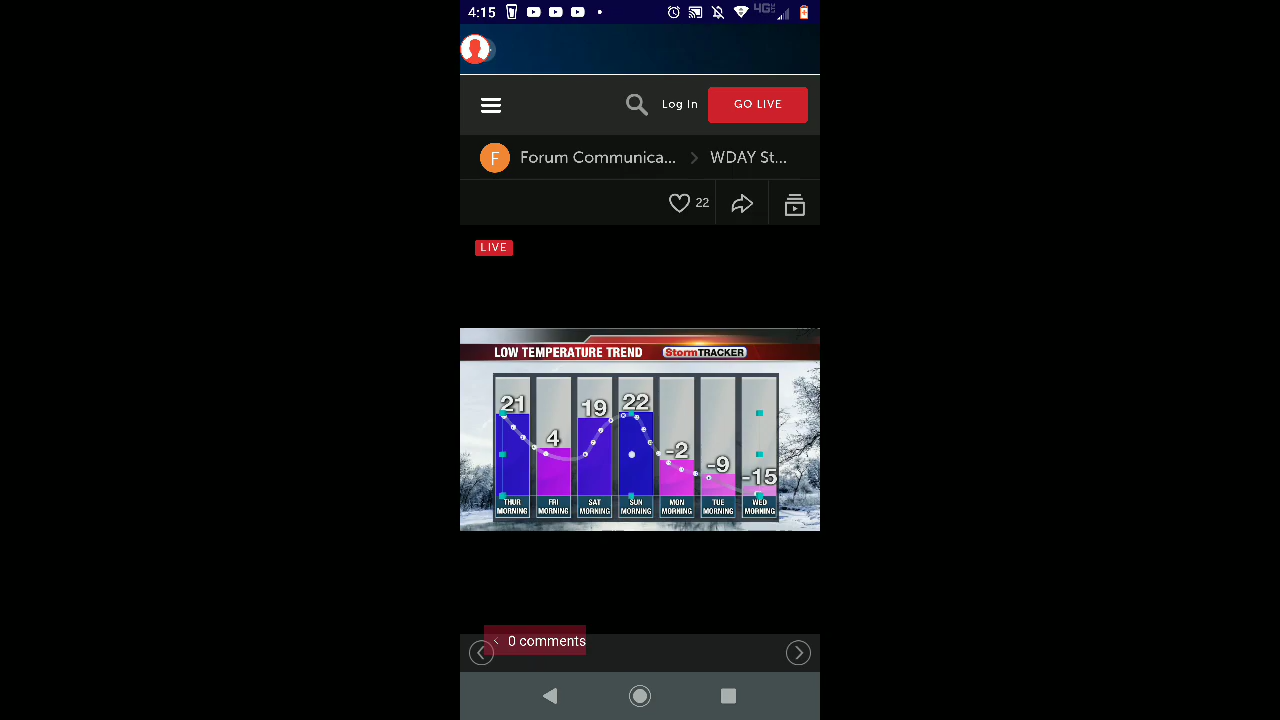 4:15
4G
Log In
GO LIVE
F
Forum Communica...
WDAY St...
22
LIVE
LOW TEMPERATURE TREND
StormTRACKER
21
4
19
22
-2
-9
-15
THUR MORNING
FRI MORNING
SAT MORNING
SUN MORNING
MON MORNING
TUE MORNING
WED MORNING
0 comments